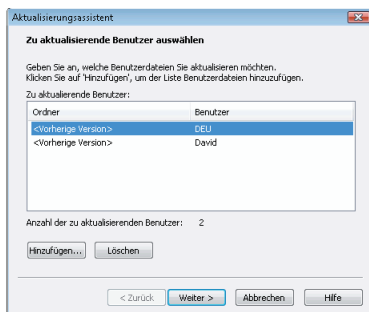 Aktualisierungsassistent
Zu aktualisierende Benutzer auswählen
Geben Sie an, welche Benutzerdateien Sie aktualisieren möchten.
Klicken Sie auf 'Hinzufügen', um der Liste Benutzerdateien hinzuzufügen.
Zu aktualierende Benutzer:
Ordner Benutzer
<Vorherige Version> DEU
<Vorherige Version> David
Anzahl der zu aktualisierenden Benutzer: 2
Hinzufügen... Löschen
< Zurück Weiter > Abbrechen Hilfe